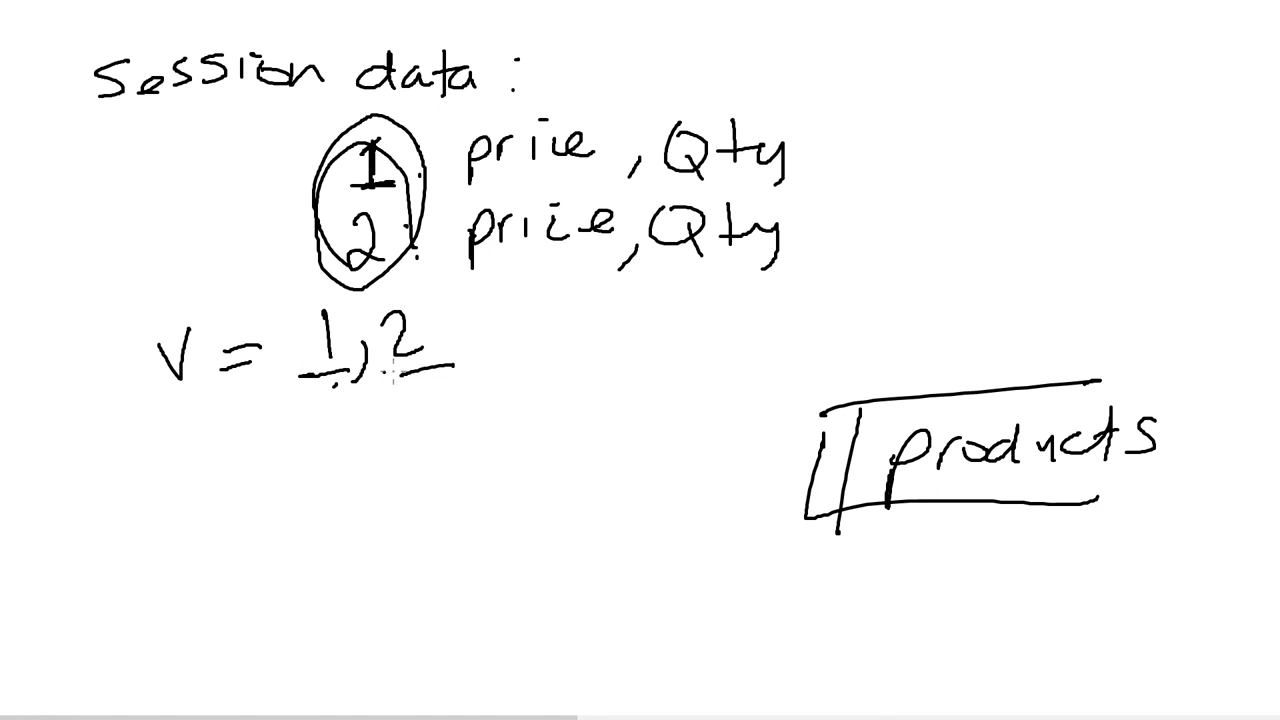 Session data :
1 price , Qty
2 : price , Qty
V = 1 , 2
products